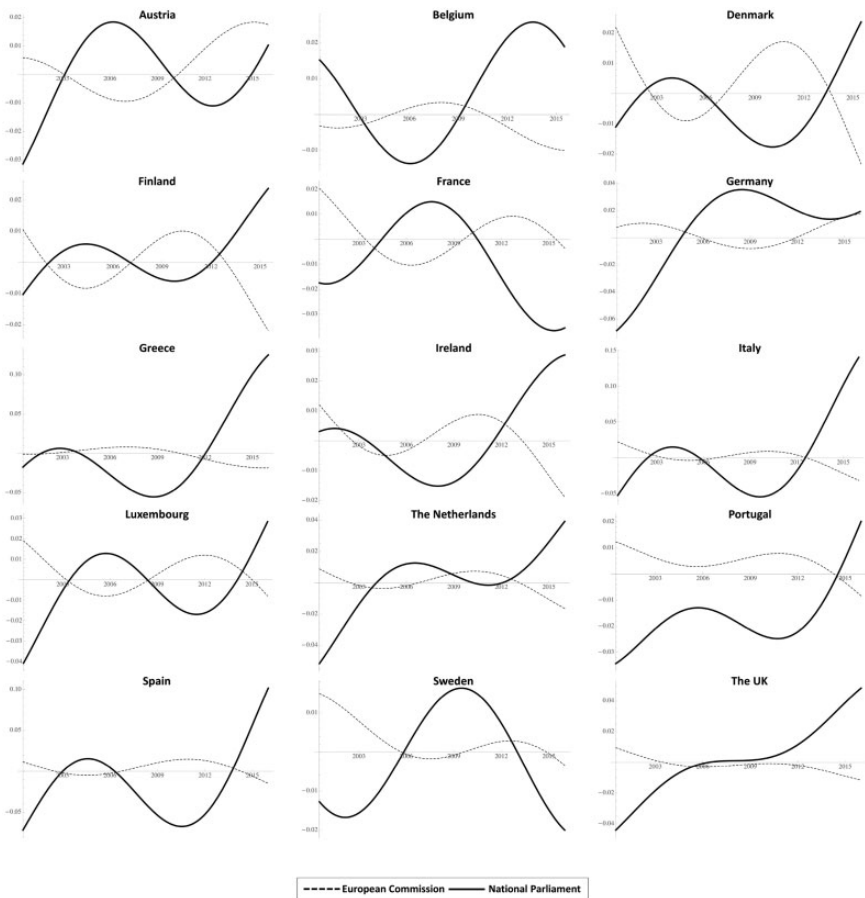 Austria
0.02
0.01
2003 2006 2009 2012 2015
−0.01
−0.02
−0.03
Belgium
0.02
0.01
2003 2006 2009 2012 2015
−0.01
Denmark
0.02
0.01
2003 2006 2009 2012 2015
−0.01
−0.02
Finland
0.02
0.01
2003 2006 2009 2012 2015
−0.01
−0.02
France
0.02
0.01
2003 2006 2009 2012 2015
−0.01
−0.02
−0.03
Germany
0.04
0.02
2003 2006 2009 2012 2015
−0.02
−0.04
−0.06
Greece
0.10
0.05
2003 2006 2009 2012 2015
−0.05
Ireland
0.03
0.02
0.01
2003 2006 2009 2012 2015
−0.01
−0.02
Italy
0.15
0.10
0.05
2003 2006 2009 2012 2015
−0.05
Luxembourg
0.03
0.02
0.01
2003 2006 2009 2012 2015
−0.01
−0.02
−0.03
−0.04
The Netherlands
0.04
0.02
2003 2006 2009 2012 2015
−0.02
−0.04
Portugal
0.02
0.01
2003 2006 2009 2012 2015
−0.01
−0.02
−0.03
Spain
0.10
0.05
2003 2006 2009 2012 2015
−0.05
Sweden
0.01
2003 2006 2009 2012 2015
−0.01
−0.02
The UK
0.04
0.02
2003 2006 2009 2012 2015
−0.02
−0.04
European Commission National Parliament